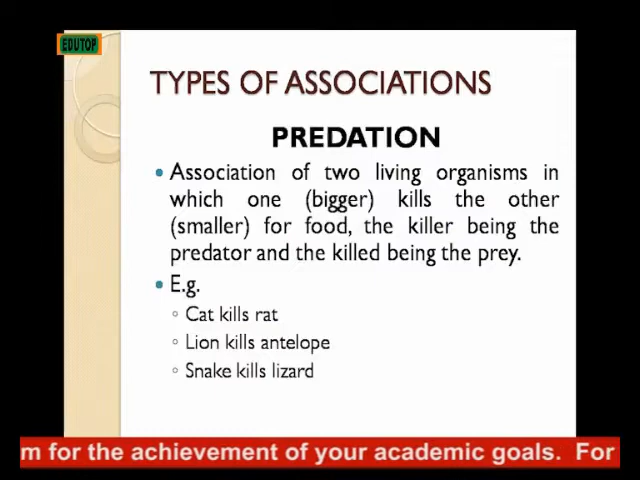 EDUTOP
TYPES OF ASSOCIATIONS
PREDATION
• Association of two living organisms in
which one (bigger) kills the other
(smaller) for food, the killer being the
predator and the killed being the prey.
• E.g.
◦ Cat kills rat
◦ Lion kills antelope
◦ Snake kills lizard
m for the achievement of your academic goals. For